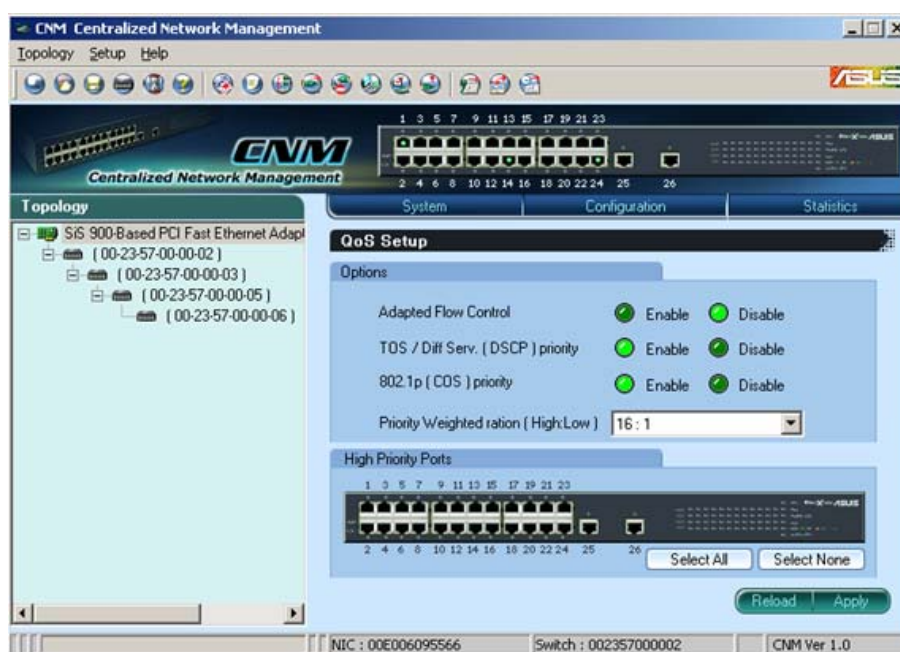 CNM Centralized Network Management
Topology Setup Help
ASUS
CNM
Centralized Network Management
1 3 5 7 9 11 13 15 17 19 21 23
2 4 6 8 10 12 14 16 18 20 22 24 25 26
Topology
System Configuration Statistics
SiS 900-Based PCI Fast Ethernet Adapt
( 00-23-57-00-00-02 )
( 00-23-57-00-00-03 )
( 00-23-57-00-00-05 )
( 00-23-57-00-00-06 )
QoS Setup
Options
Adapted Flow Control Enable Disable
TOS / Diff Serv. ( DSCP ) priority Enable Disable
802.1p ( COS ) priority Enable Disable
Priority Weighted ration ( High:Low ) 16 : 1
High Priority Ports
1 3 5 7 9 11 13 15 17 19 21 23
ASUS
2 4 6 8 10 12 14 16 18 20 22 24 25 26
Select All Select None
Reload Apply
NIC : 00E006095566 Switch : 002357000002 CNM Ver 1.0